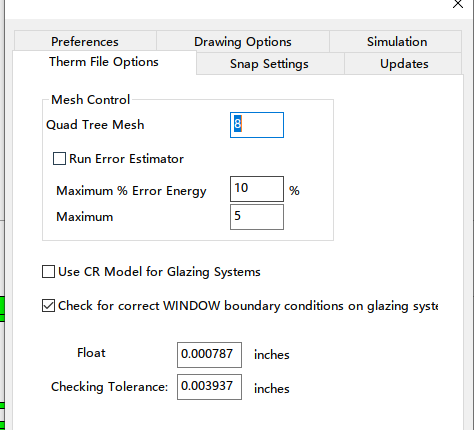 Preferences
Drawing Options
Simulation
Therm File Options
Snap Settings
Updates
Mesh Control
Quad Tree Mesh
8
Run Error Estimator
Maximum % Error Energy
10
%
Maximum
5
Use CR Model for Glazing Systems
Check for correct WINDOW boundary conditions on glazing syste
Float
0.000787
inches
Checking Tolerance:
0.003937
inches